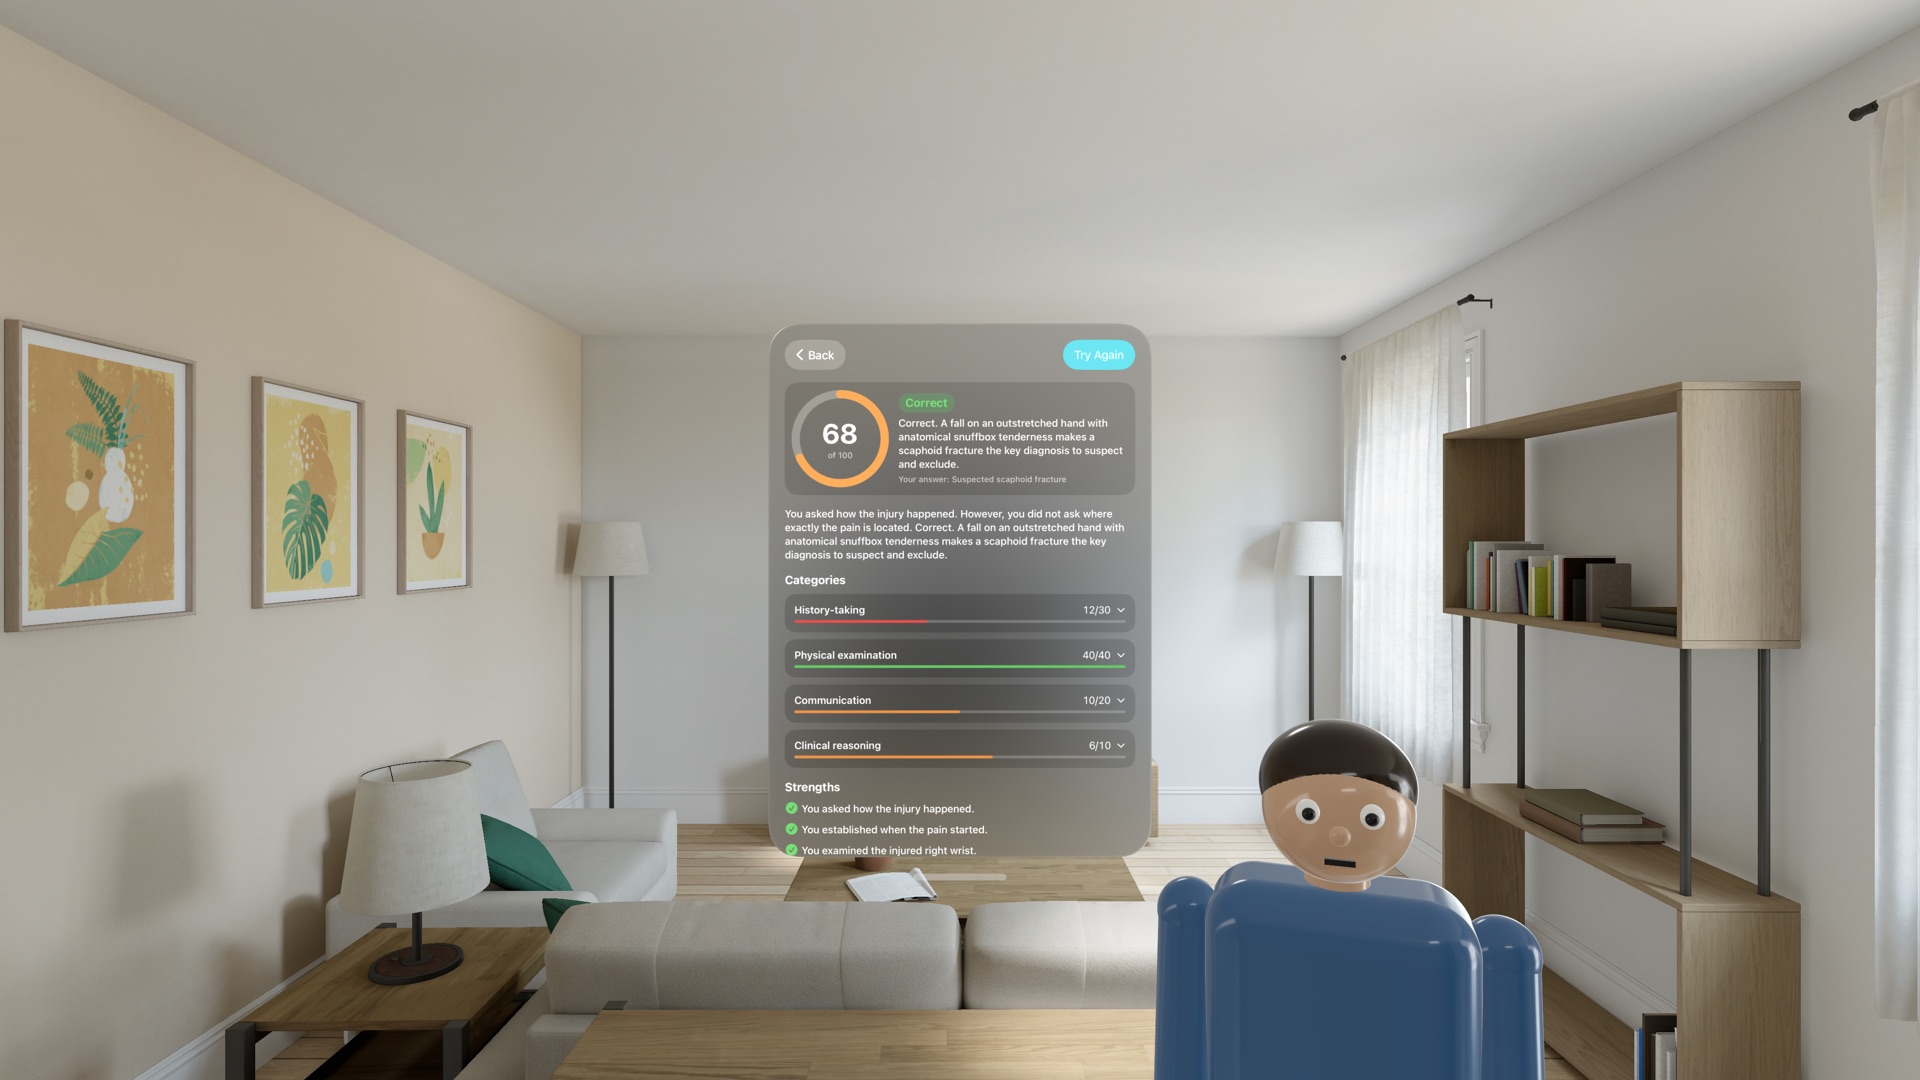 Back
Try Again
68
of 100
Correct
Correct. A fall on an outstretched hand with
anatomical snuffbox tenderness makes a
scaphoid fracture the key diagnosis to suspect
and exclude.
Your answer: Suspected scaphoid fracture
You asked how the injury happened. However, you did not ask where
exactly the pain is located. Correct. A fall on an outstretched hand with
anatomical snuffbox tenderness makes a scaphoid fracture the key
diagnosis to suspect and exclude.
Categories
History-taking 12/30
Physical examination 40/40
Communication 10/20
Clinical reasoning 6/10
Strengths
You asked how the injury happened.
You established when the pain started.
You examined the injured right wrist.